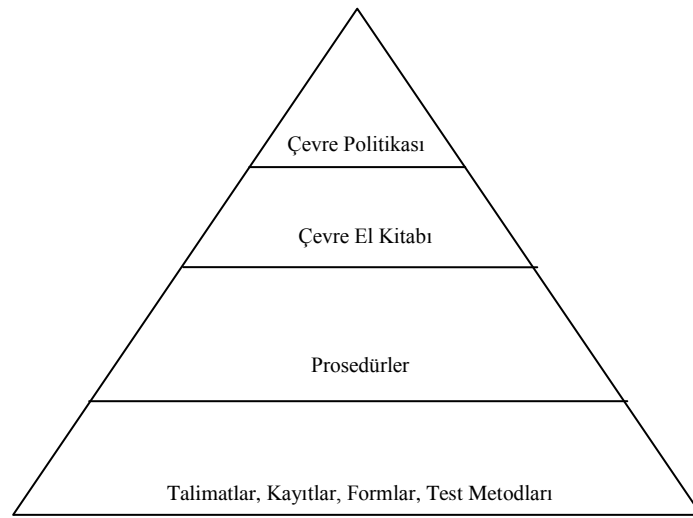 Çevre Politikası
Çevre El Kitabı
Prosedürler
Talimatlar, Kayıtlar, Formlar, Test Metodları